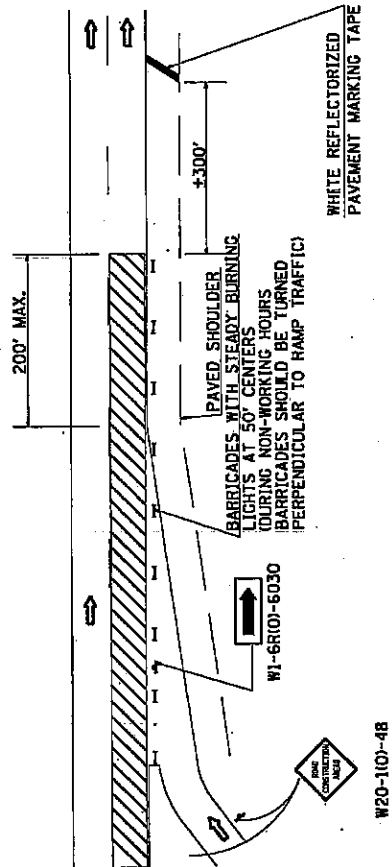 200' MAX.
±300'
PAVED SHOULDER
BARRICADES WITH STEADY BURNING
LIGHTS AT 50' CENTERS
(DURING NON-WORKING HOURS
BARRICADES SHOULD BE TURNED
PERPENDICULAR TO RAMP TRAFFIC)
WHITE REFLECTORIZED
PAVEMENT MARKING TAPE
W1-6R(O)-6030
ROAD
CONSTRUCTION
AHEAD
W20-1(O)-48